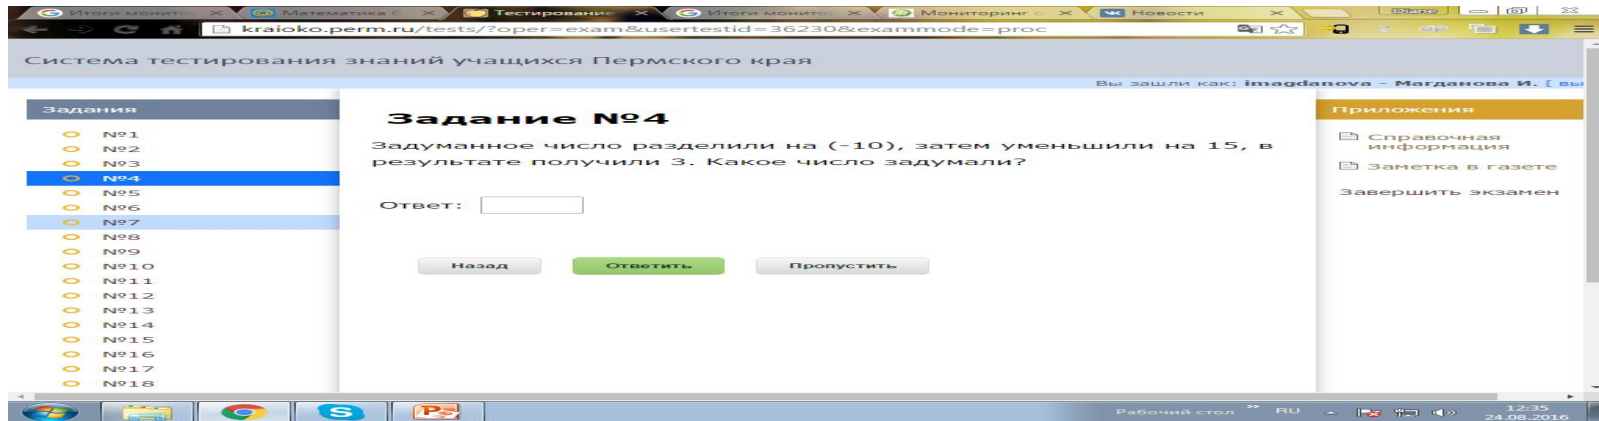 Итоги монито
Математика 6
Тестирование
Итоги монито
Мониторинг с
Новости
kraioko.perm.ru/tests/?oper=exam&usertestid=36230&exammode=proc
Система тестирования знаний учащихся Пермского края
Вы зашли как: imagdanova - Магданова И. [ вы
Задания
№1
№2
№3
№4
№5
№6
№7
№8
№9
№10
№11
№12
№13
№14
№15
№16
№17
№18
Задание №4
Задуманное число разделили на (-10), затем уменьшили на 15, в
результате получили 3. Какое число задумали?
Ответ:
Назад
Ответить
Пропустить
Приложения
Справочная
информация
Заметка в газете
Завершить экзамен
Рабочий стол
RU
12:35
24.08.2016